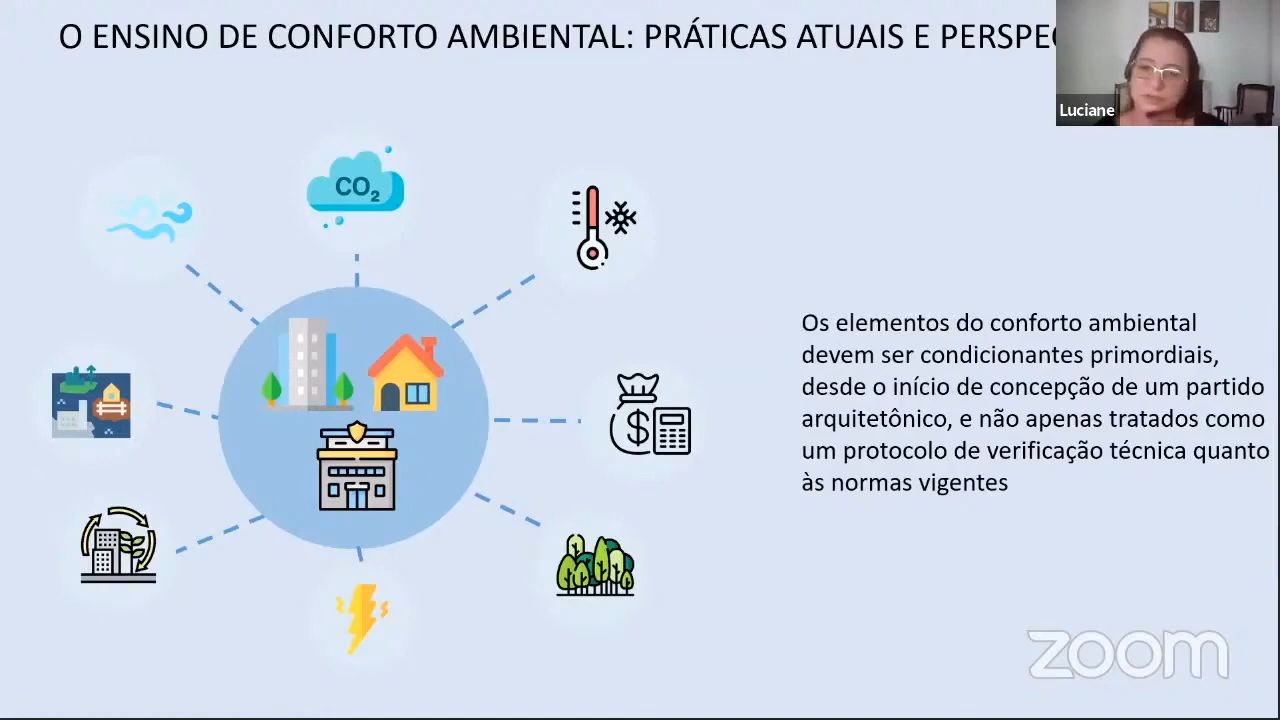 O ENSINO DE CONFORTO AMBIENTAL: PRÁTICAS ATUAIS E
Luciane
CO2
Os elementos do conforto ambiental
devem ser condicionantes primordiais,
desde o início de concepção de um partido
arquitetônico, e não apenas tratados como
um protocolo de verificação técnica quanto
às normas vigentes
$
zoom